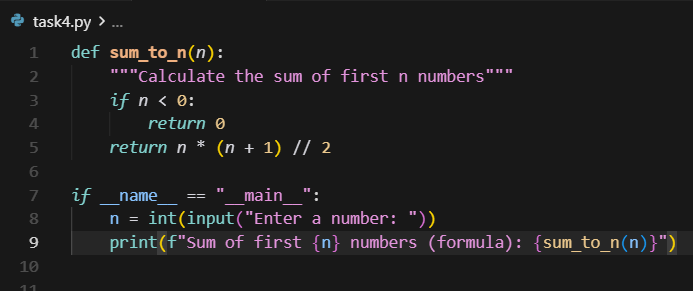 task4.py > ...
1 def sum_to_n(n):
2     """Calculate the sum of first n numbers"""
3     if n < 0:
4         return 0
5     return n * (n + 1) // 2
6
7 if __name__ == "__main__":
8     n = int(input("Enter a number: "))
9     print(f"Sum of first {n} numbers (formula): {sum_to_n(n)}")
10